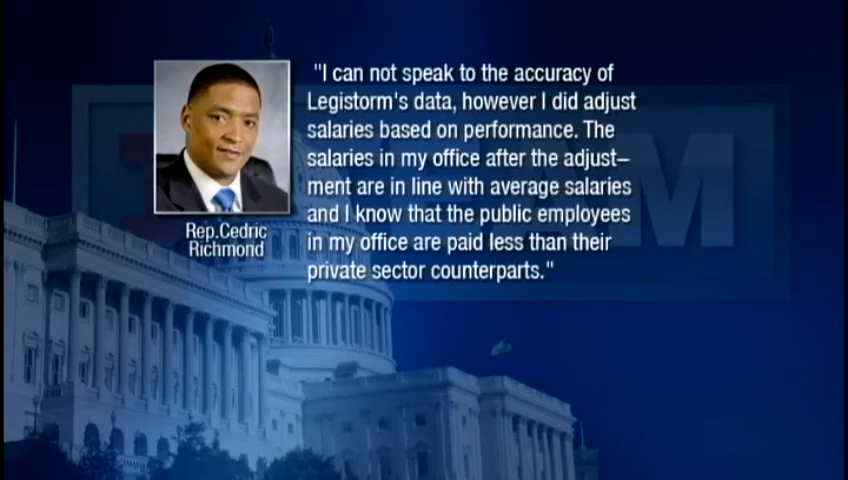 "I can not speak to the accuracy of
Legistorm's data, however I did adjust
salaries based on performance. The
salaries in my office after the adjust–
ment are in line with average salaries
and I know that the public employees
in my office are paid less than their
private sector counterparts."
Rep.Cedric
Richmond